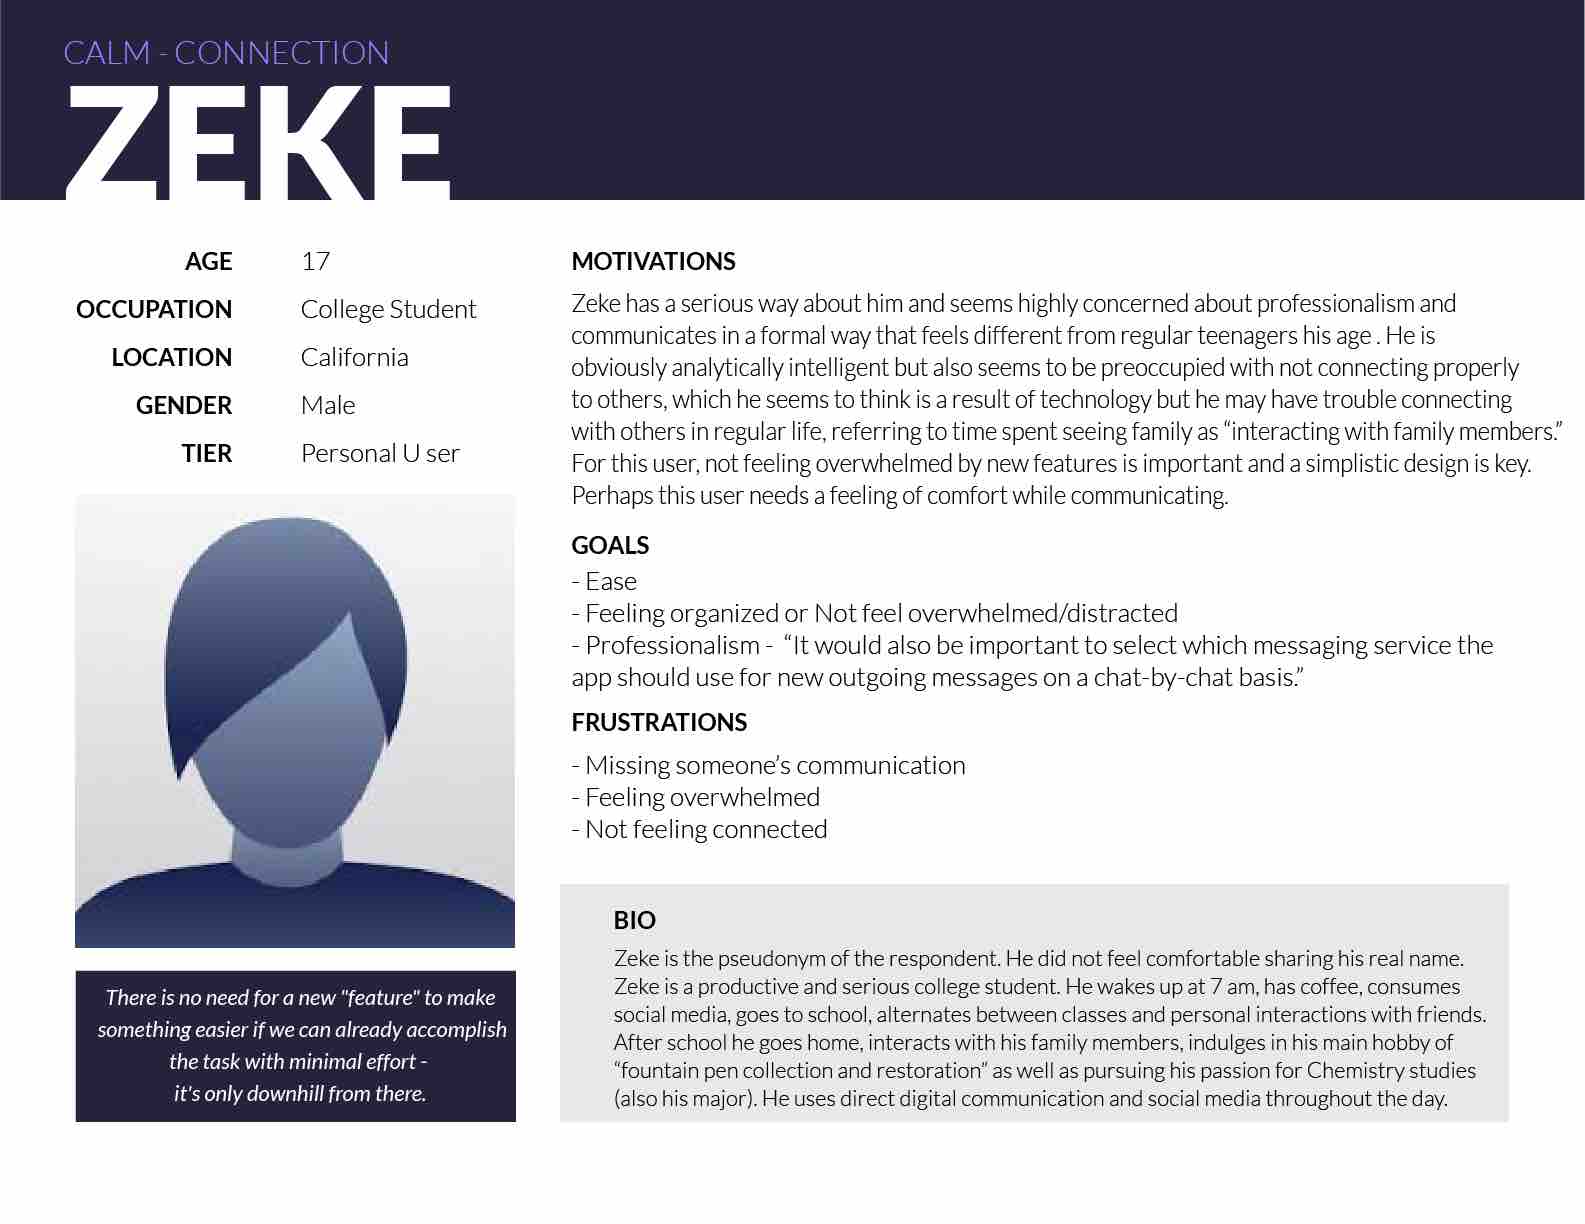 CALM - CONNECTION
ZEKE
AGE 17
OCCUPATION College Student
LOCATION California
GENDER Male
TIER Personal U ser
There is no need for a new "feature" to make
something easier if we can already accomplish
the task with minimal effort -
it's only downhill from there.
MOTIVATIONS
Zeke has a serious way about him and seems highly concerned about professionalism and
communicates in a formal way that feels different from regular teenagers his age . He is
obviously analytically intelligent but also seems to be preoccupied with not connecting properly
to others, which he seems to think is a result of technology but he may have trouble connecting
with others in regular life, referring to time spent seeing family as “interacting with family members.”
For this user, not feeling overwhelmed by new features is important and a simplistic design is key.
Perhaps this user needs a feeling of comfort while communicating.
GOALS
- Ease
- Feeling organized or Not feel overwhelmed/distracted
- Professionalism - “It would also be important to select which messaging service the
app should use for new outgoing messages on a chat-by-chat basis.”
FRUSTRATIONS
- Missing someone’s communication
- Feeling overwhelmed
- Not feeling connected
BIO
Zeke is the pseudonym of the respondent. He did not feel comfortable sharing his real name.
Zeke is a productive and serious college student. He wakes up at 7 am, has coffee, consumes
social media, goes to school, alternates between classes and personal interactions with friends.
After school he goes home, interacts with his family members, indulges in his main hobby of
“fountain pen collection and restoration” as well as pursuing his passion for Chemistry studies
(also his major). He uses direct digital communication and social media throughout the day.